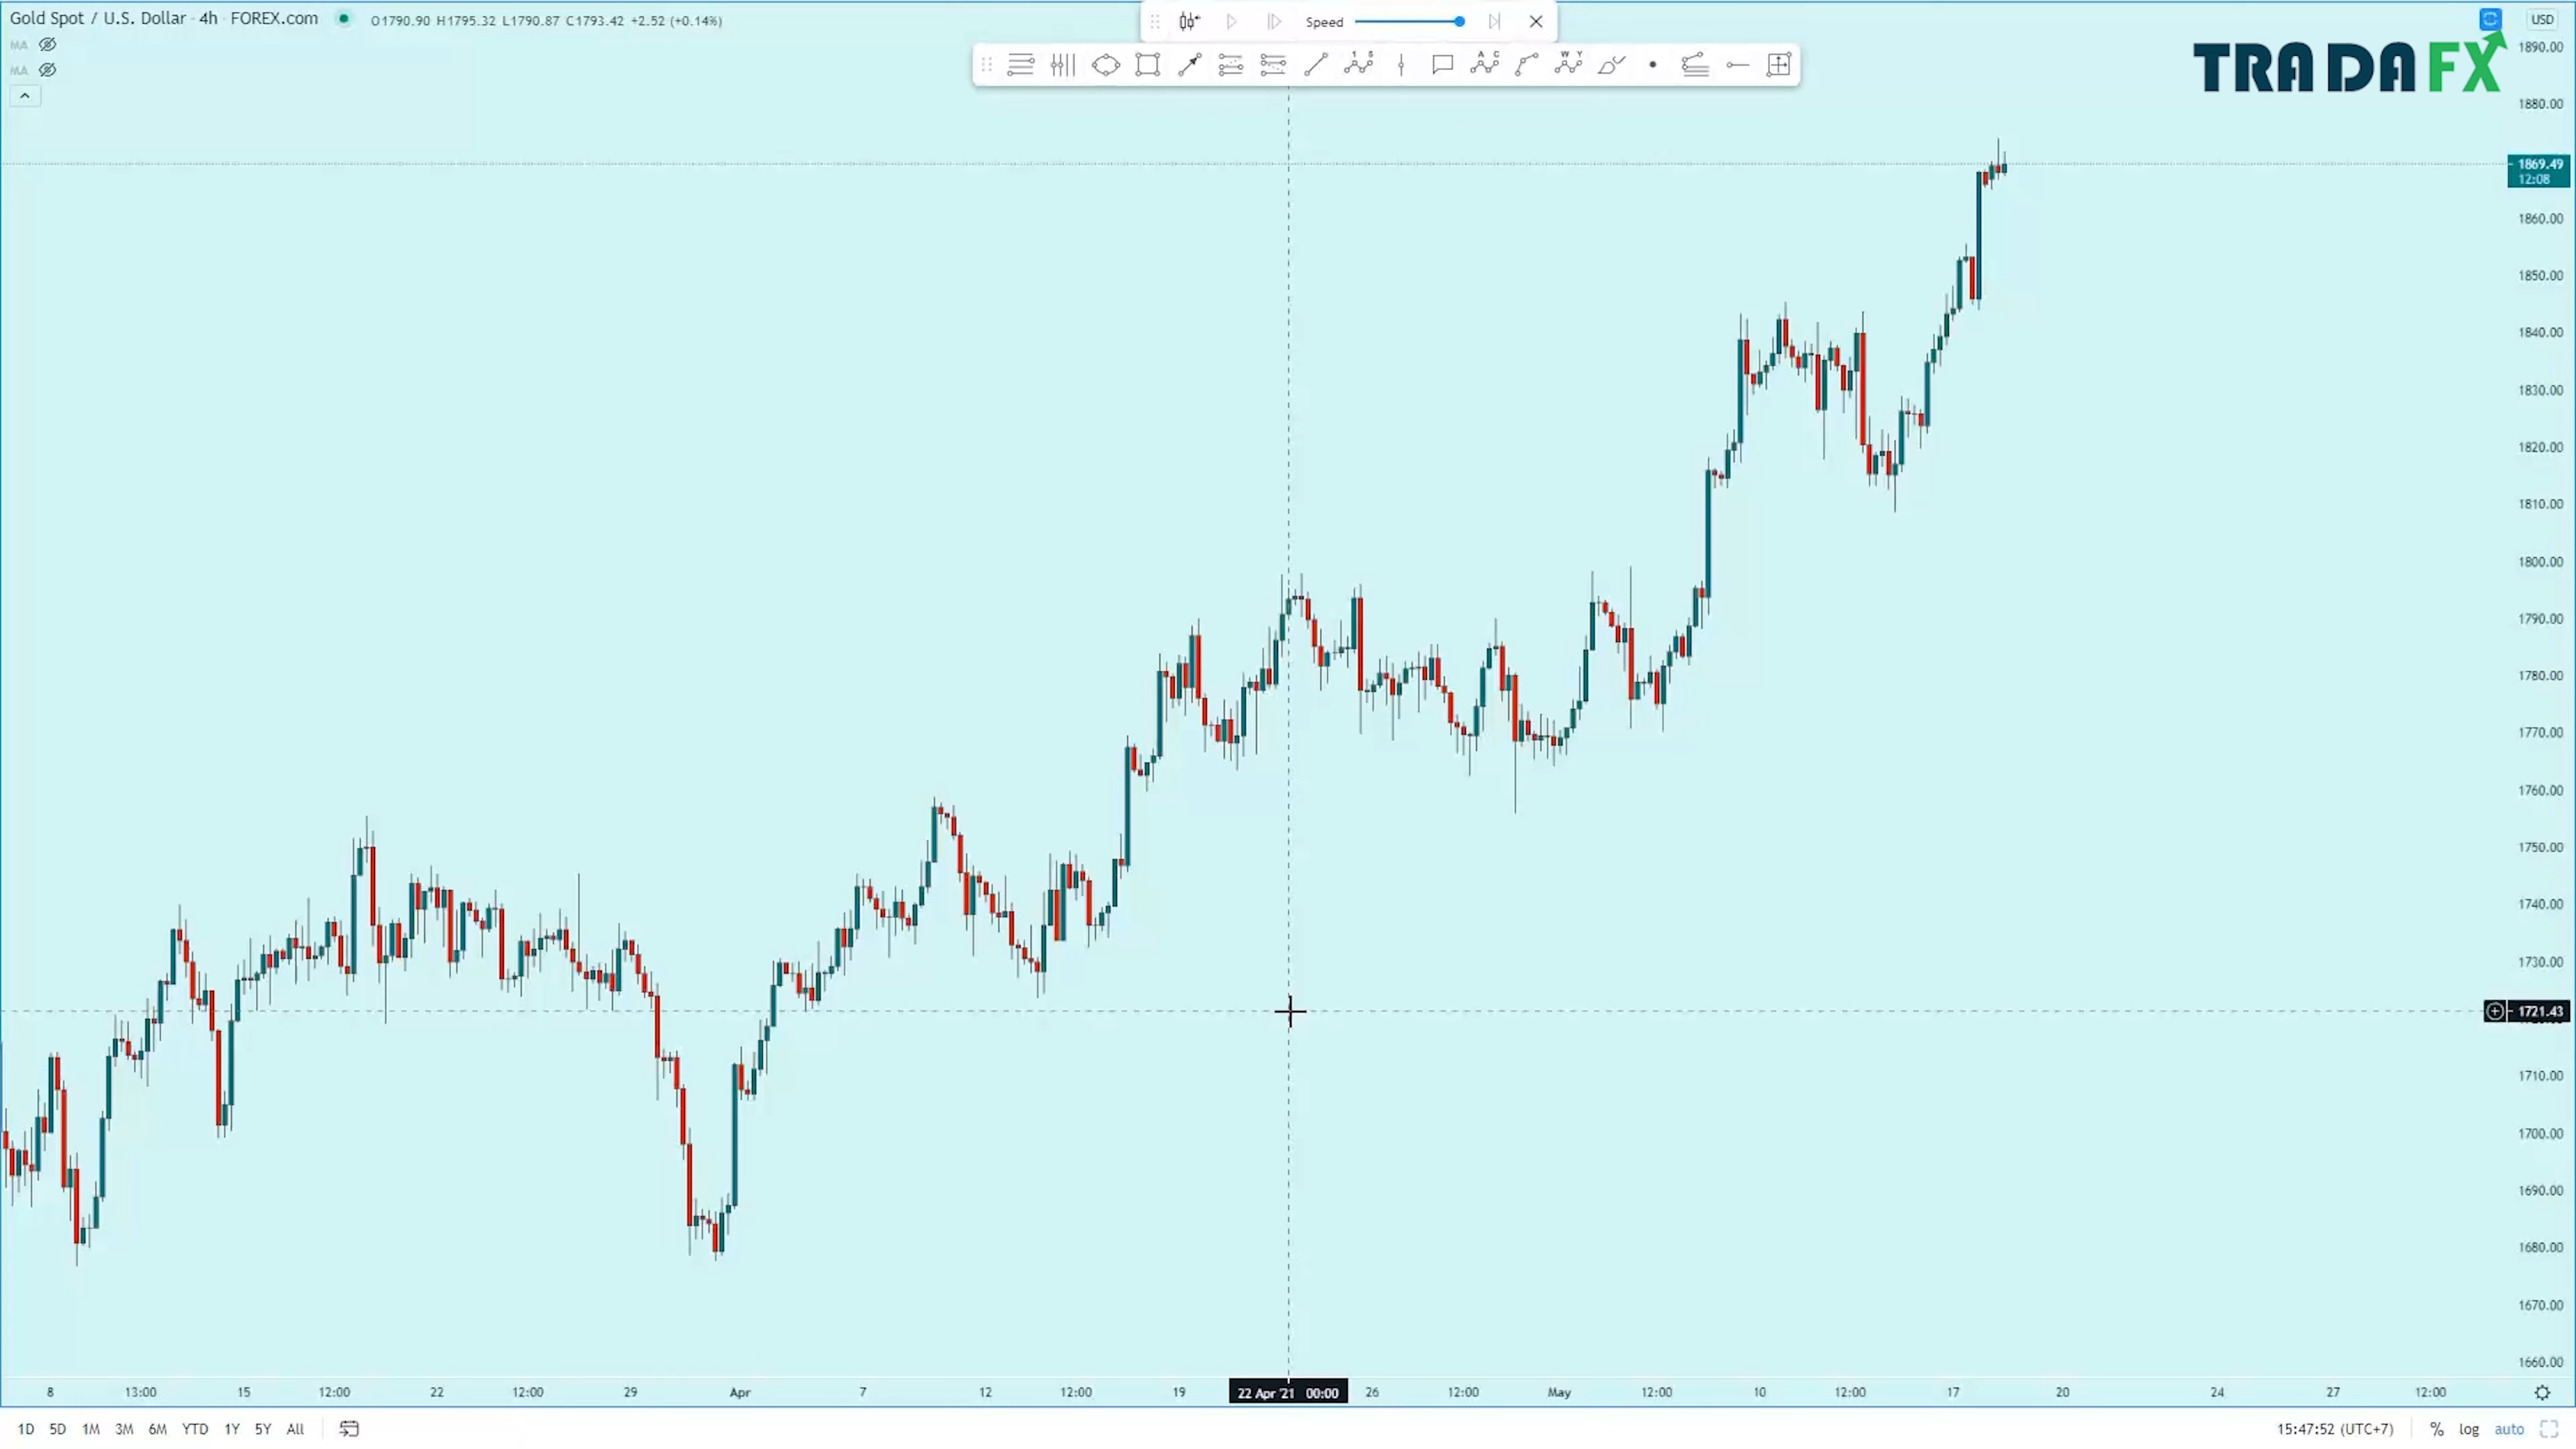 Gold Spot / U.S. Dollar · 4h · FOREX.com O1790.90 H1795.32 L1790.87 C1793.42 +2.52 (+0.14%)
Speed
USD
MA
MA
TRADAFX
1 5
A C
W Y
1890.00
1880.00
1869.49
12:08
1860.00
1850.00
1840.00
1830.00
1820.00
1810.00
1800.00
1790.00
1780.00
1770.00
1760.00
1750.00
1740.00
1730.00
1721.43
1710.00
1700.00
1690.00
1680.00
1670.00
1660.00
8 13:00 15 12:00 22 12:00 29 Apr 7 12 12:00 19 22 Apr '21 00:00 26 12:00 May 12:00 10 12:00 17 20 24 27 12:00
1D 5D 1M 3M 6M YTD 1Y 5Y All 15:47:52 (UTC+7) % log auto